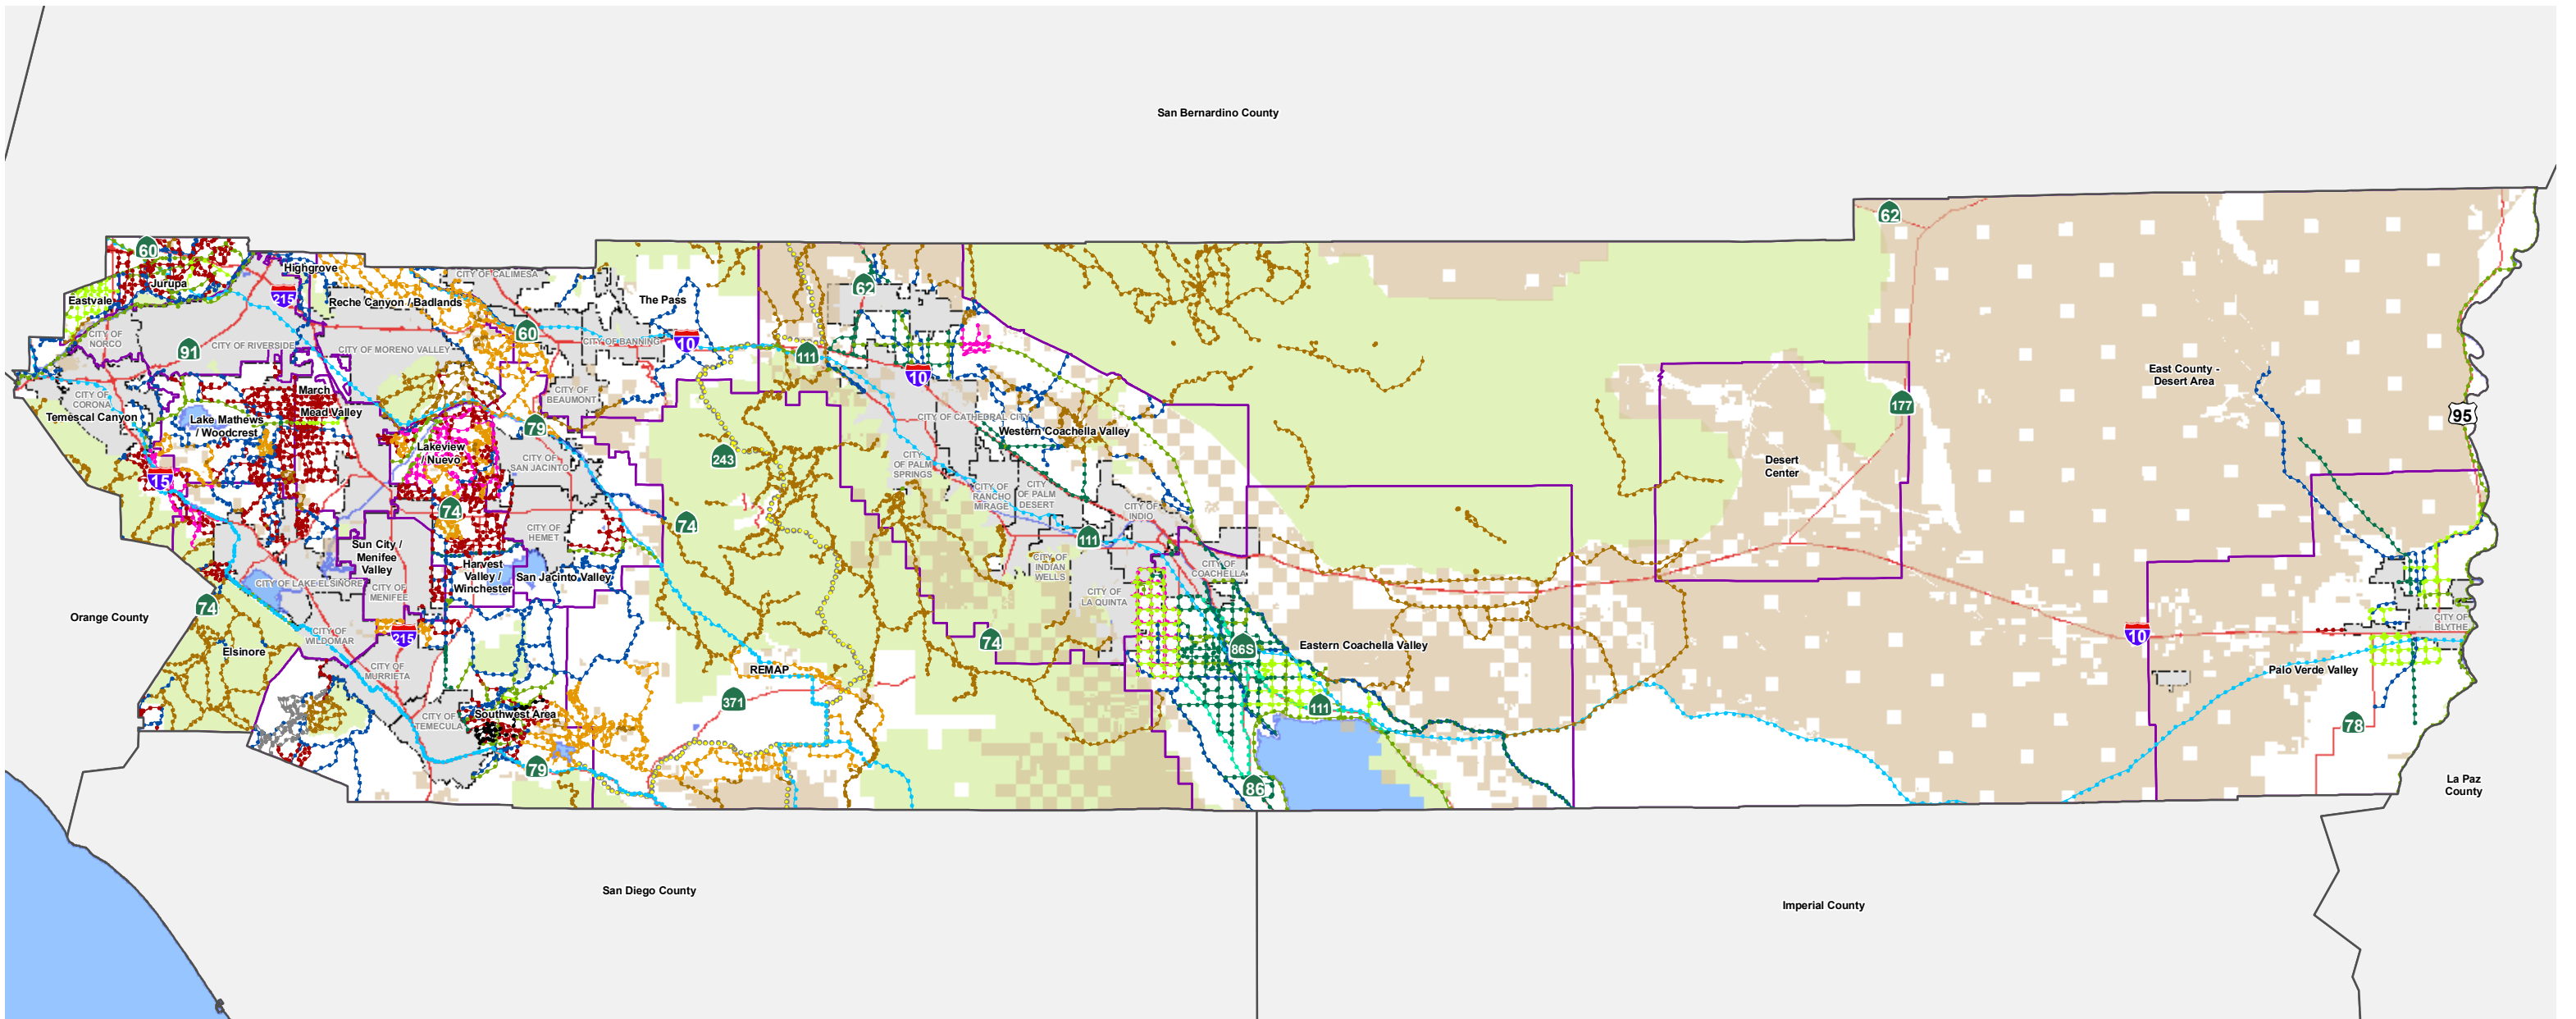 San Bernardino County
62
60
Highgrove
CITY OF CALIMESA
Jurupa
215
Eastvale
Reche Canyon / Badlands
The Pass
62
CITY OF
NORCO
91
CITY OF RIVERSIDE
CITY OF MORENO VALLEY
60
CITY OF BANNING
10
111
10
East County -
Desert Area
March
CITY OF
BEAUMONT
CITY OF
CORONA
Temescal Canyon
Mead Valley
Lake Mathews
/ Woodcrest
79
CITY OF CATHEDRAL CITY
Western Coachella Valley
177
95
Lakeview
/ Nuevo
CITY OF
SAN JACINTO
243
CITY
OF PALM
SPRINGS
Desert
Center
15
CITY OF
RANCHO
MIRAGE
CITY
OF PALM
DESERT
CITY OF
INDIO
74
74
CITY OF
HEMET
111
Sun City /
Menifee
Valley
Harvest
Valley /
Winchester
San Jacinto Valley
CITY OF
INDIAN
WELLS
CITY OF
COACHELLA
CITY OF LAKE ELSINORE
CITY OF
MENIFEE
CITY OF
LA QUINTA
Orange County
74
CITY OF
WILDOMAR
215
74
86S
Eastern Coachella Valley
10
CITY OF
BLYTHE
Elsinore
CITY OF
MURRIETA
REMAP
Palo Verde Valley
371
111
CITY OF
TEMECULA
Southwest Area
78
79
86
La Paz
County
San Diego County
Imperial County